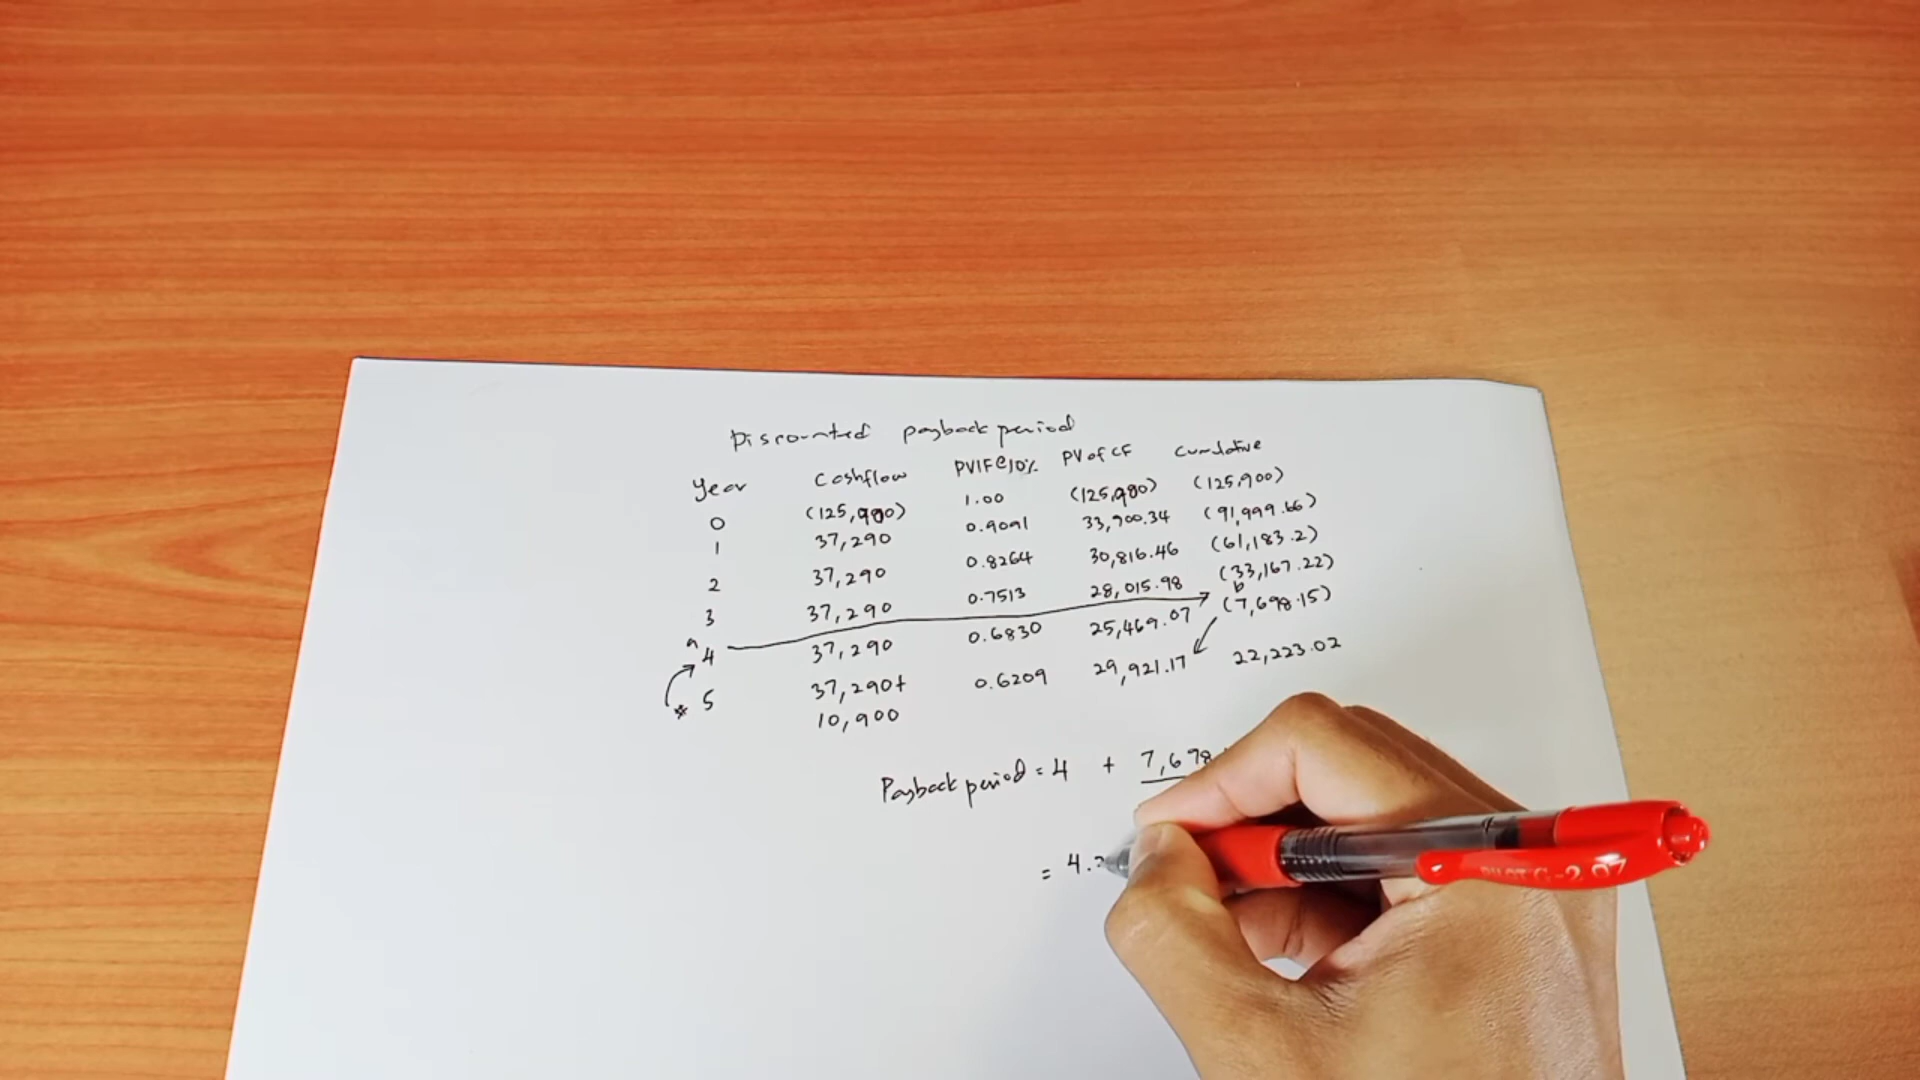 Discounted payback period
Year Cashflow PVIF@10% PV of CF Cumulative
0 (125,900) 1.00 (125,900) (125,900)
1 37,290 0.9091 33,900.34 (91,999.66)
2 37,290 0.8264 30,816.46 (61,183.2)
3 37,290 0.7513 28,015.98 (33,167.22)
b
a
4 37,290 0.6830 25,469.07 (7,698.15)
* 5 37,290+ 0.6209 29,921.17 22,223.02
10,900
Payback period = 4 + 7,698
= 4.
PILOT G-2 07